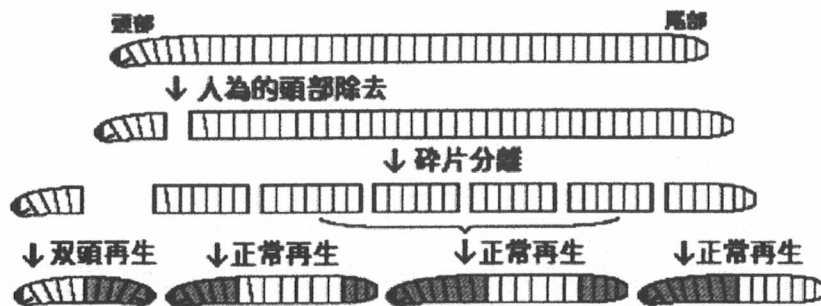 頭部 尾部
↓人為的頭部除去
↓砕片分離
↓双頭再生 ↓正常再生 ↓正常再生 ↓正常再生